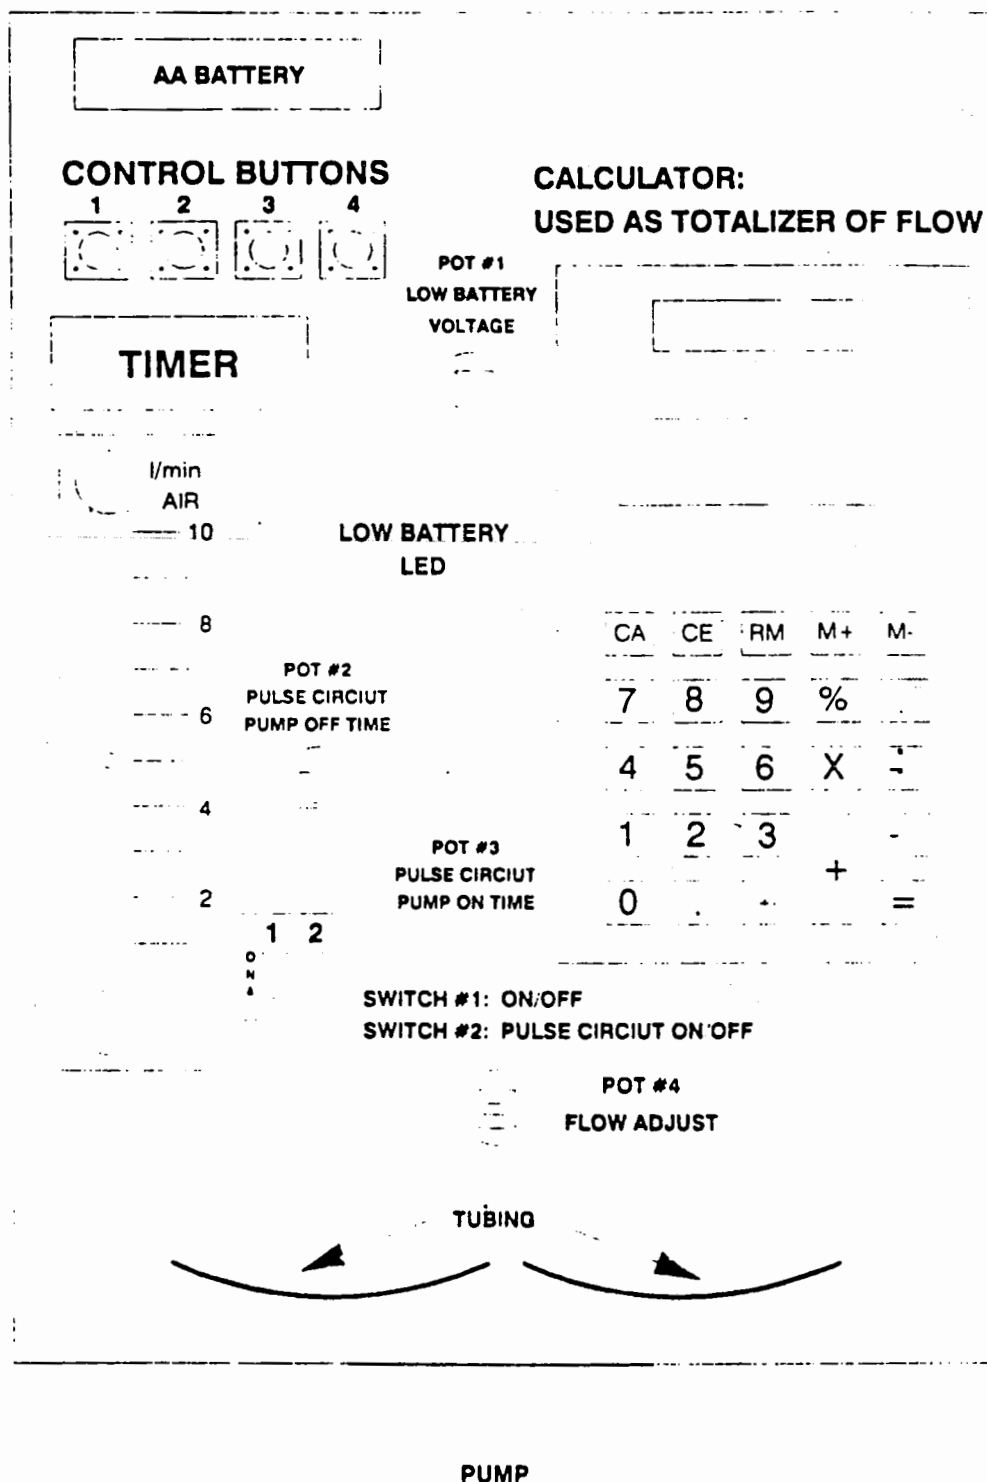 AA BATTERY
CONTROL BUTTONS
1 2 3 4
CALCULATOR:
USED AS TOTALIZER OF FLOW
POT #1
LOW BATTERY
VOLTAGE
TIMER
l/min
AIR
10
8
6
4
2
LOW BATTERY
LED
POT #2
PULSE CIRCIUT
PUMP OFF TIME
POT #3
PULSE CIRCIUT
PUMP ON TIME
CA CE RM M+ M-
7 8 9 %
4 5 6 X ÷
1 2 3 -
+
0 . =
1 2
O
N
SWITCH #1: ON/OFF
SWITCH #2: PULSE CIRCIUT ON/OFF
POT #4
FLOW ADJUST
TUBING
PUMP